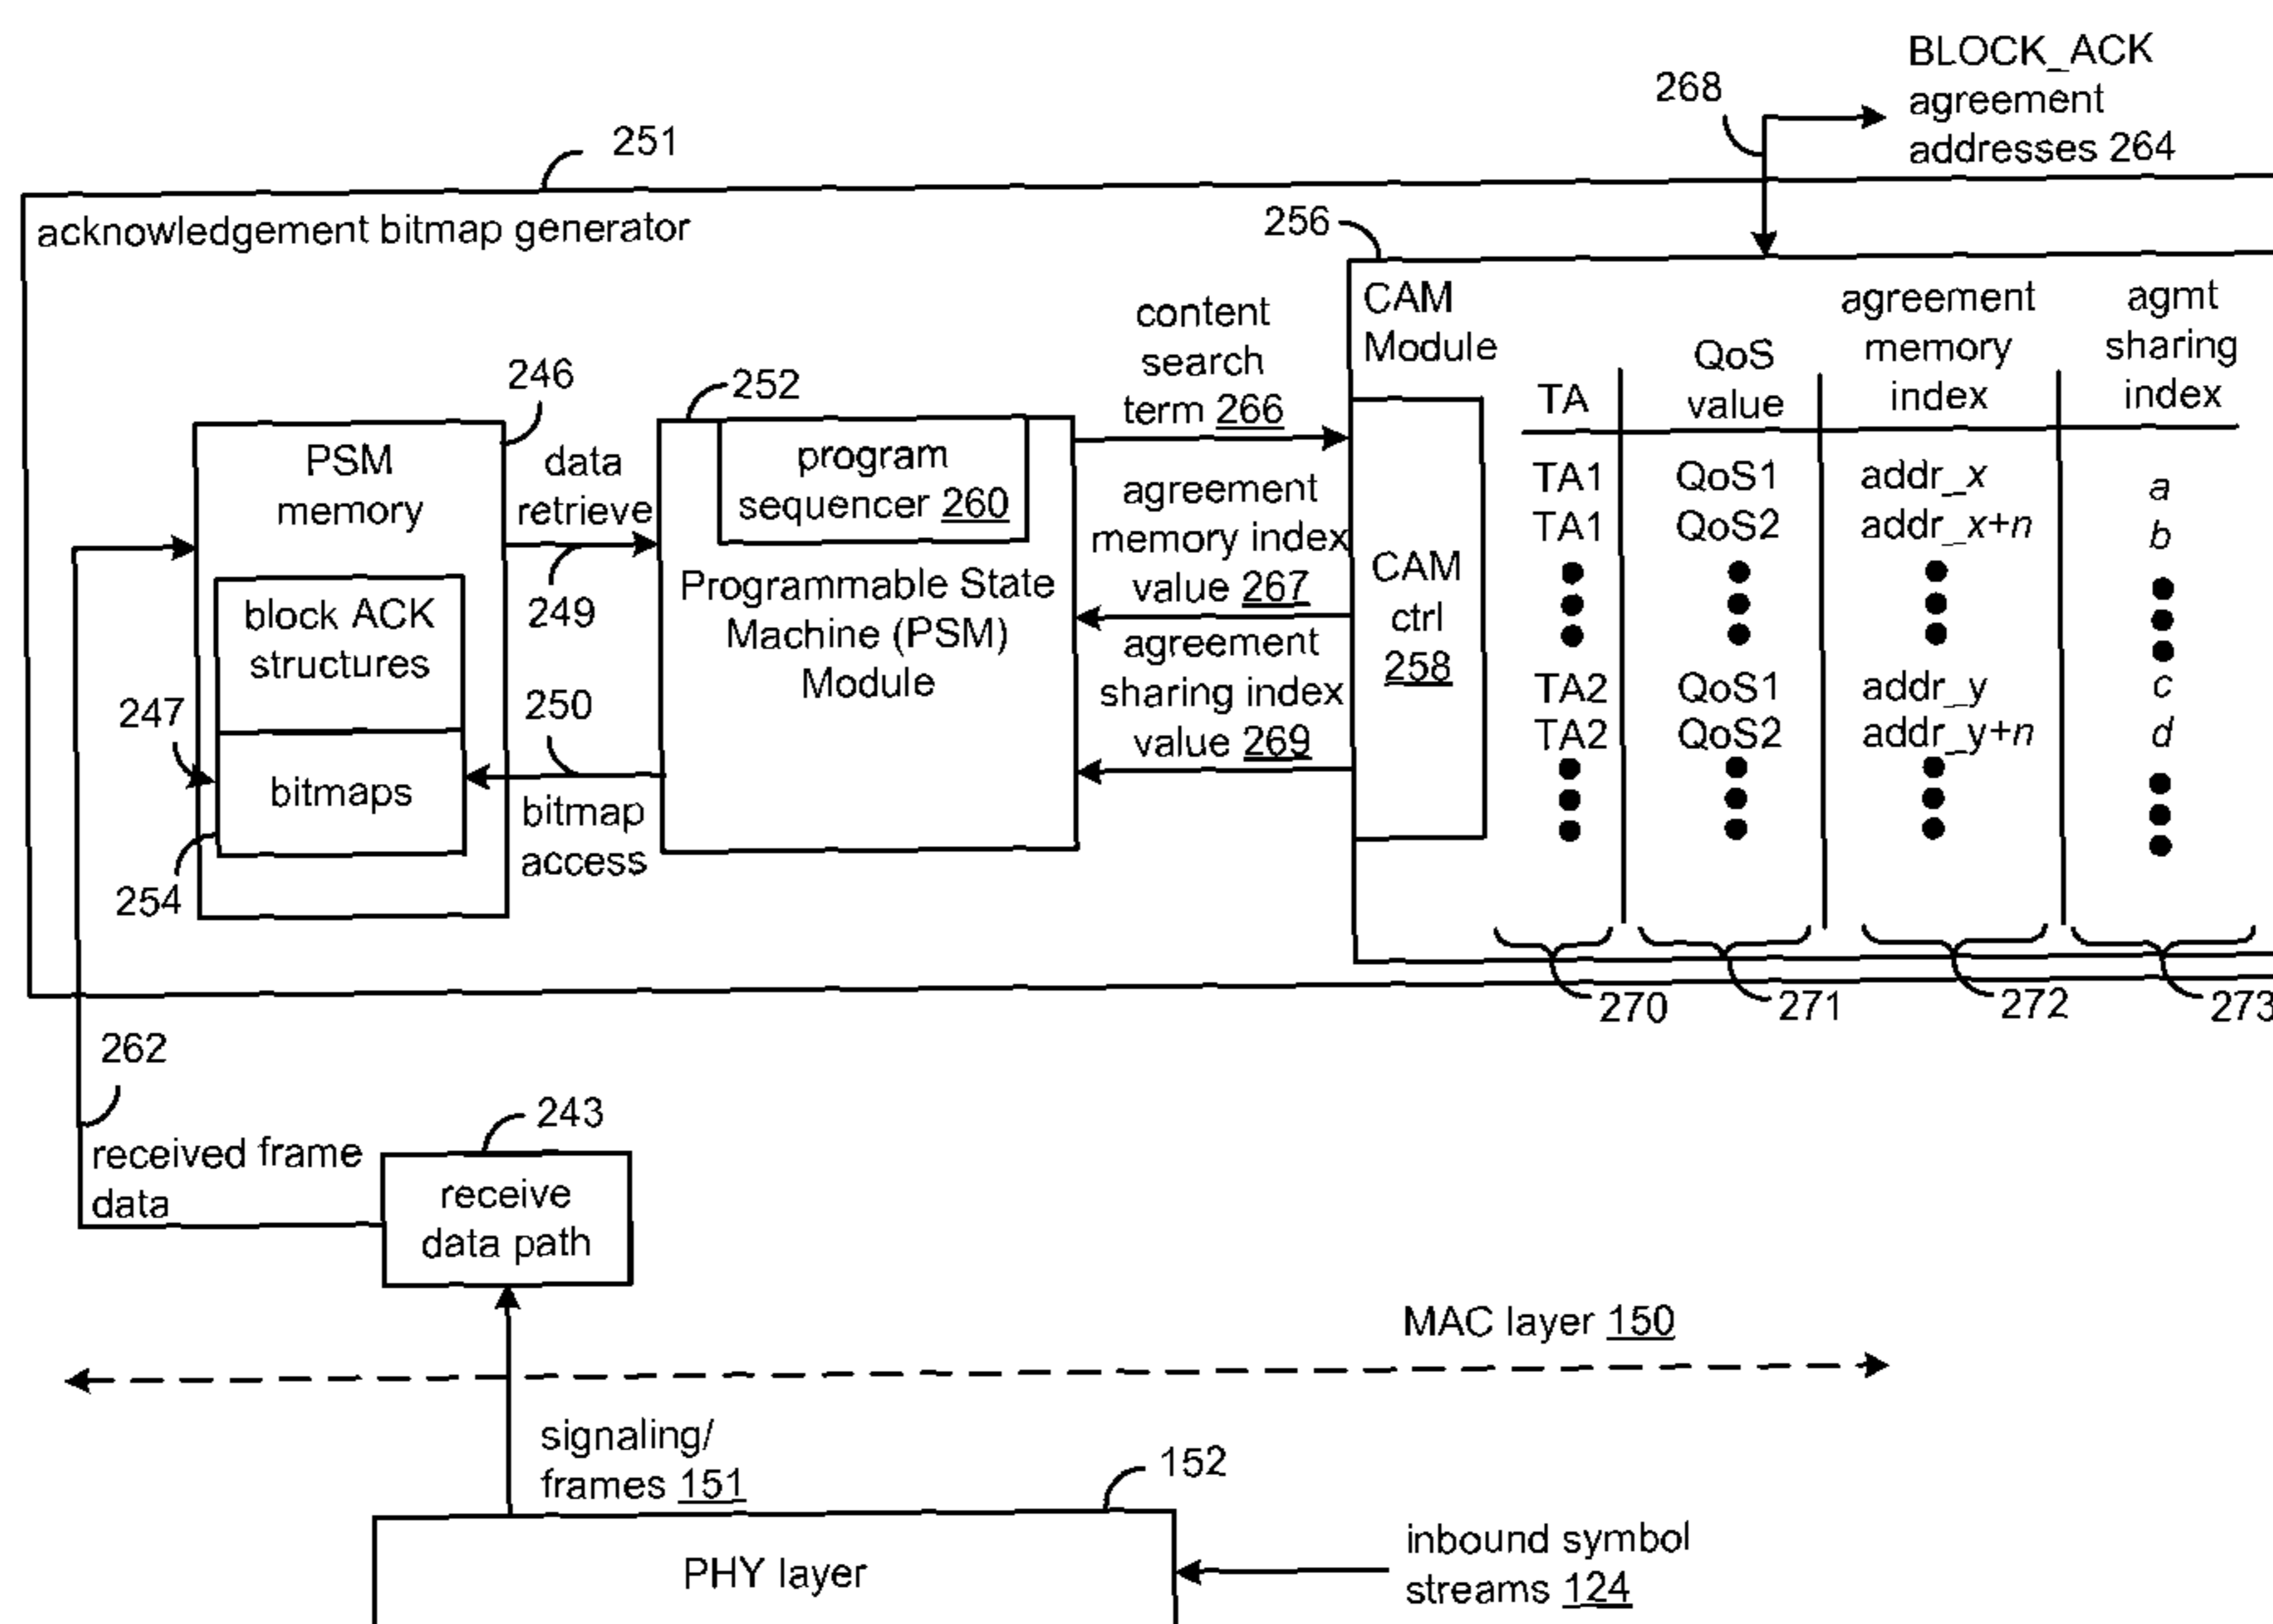 BLOCK_ACK
agreement
addresses 264
268
251
acknowledgement bitmap generator
256
CAM
Module
content
search
term 266
agreement
memory index
value 267
agreement
sharing index
value 269
CAM
ctrl
258
TA
QoS
value
agreement
memory
index
agmt
sharing
index
TA1 QoS1 addr_x a
TA1 QoS2 addr_x+n b
TA2 QoS1 addr_y c
TA2 QoS2 addr_y+n d
270 271 272 273
246
PSM
memory
block ACK
structures
bitmaps
247
254
data
retrieve
249
250
bitmap
access
252
program
sequencer 260
Programmable State
Machine (PSM)
Module
262
received frame
data
243
receive
data path
MAC layer 150
signaling/
frames 151
152
PHY layer
inbound symbol
streams 124